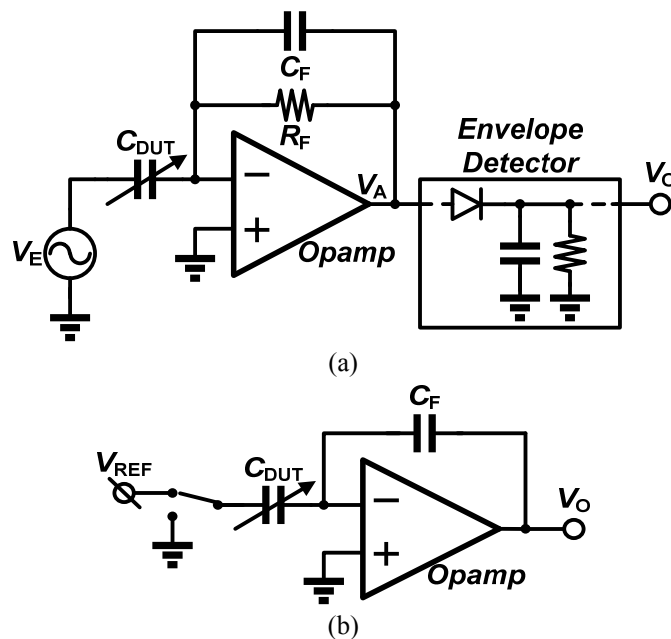 C_F
R_F
C_DUT
Envelope
Detector
V_A
V_O
−
+
Opamp
V_E
(a)
C_F
V_REF
C_DUT
−
+
V_O
Opamp
(b)